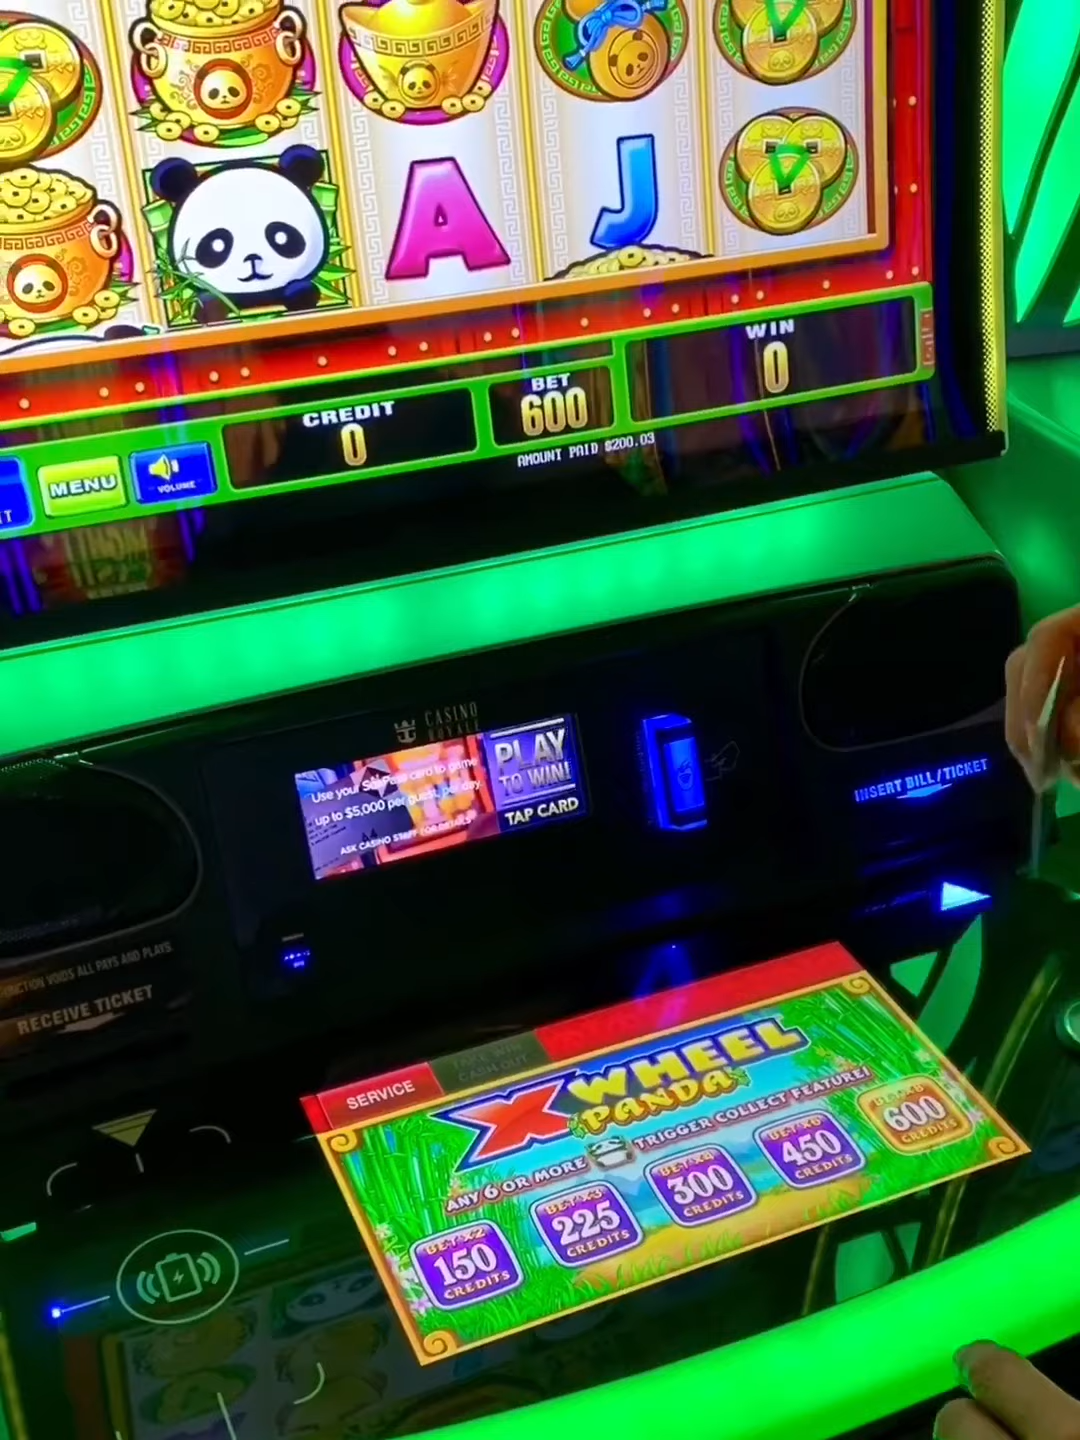 A
J
CREDIT
0
BET
600
WIN
0
MENU
VOLUME
AMOUNT PAID $200.03
CASINO
ROYALE
Use your SeaPass card to game
up to $5,000 per guest, per day.
ASK CASINO STAFF FOR DETAILS
PLAY
TO WIN!
TAP CARD
INSERT BILL/TICKET
VOIDS ALL PAYS AND PLAYS
RECEIVE TICKET
SERVICE
CASH OUT
X WHEEL
PANDA
ANY 6 OR MORE TRIGGER COLLECT FEATURE!
BET X2
150
CREDITS
BET X3
225
CREDITS
BET X4
300
CREDITS
BET X6
450
CREDITS
BET X8
600
CREDITS